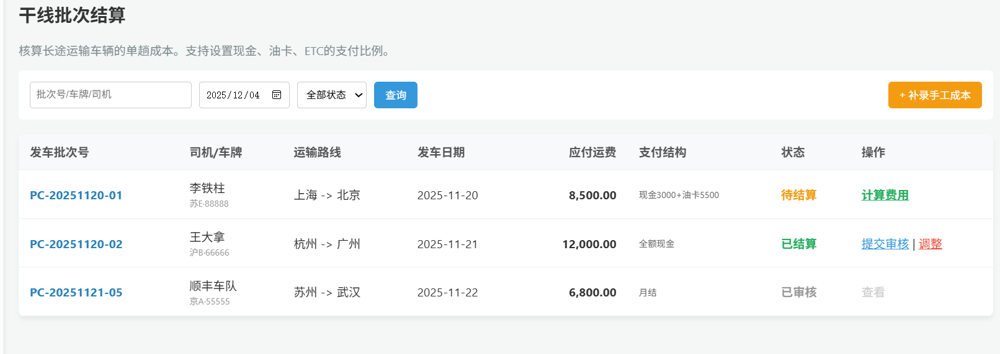 干线批次结算
核算长途运输车辆的单趟成本。支持设置现金、油卡、ETC的支付比例。
批次号/车牌/司机 2025/12/04 全部状态 查询 + 补录手工成本
发车批次号 司机/车牌 运输路线 发车日期 应付运费 支付结构 状态 操作
PC-20251120-01 李铁柱 上海 -> 北京 2025-11-20 8,500.00 现金3000+油卡5500 待结算 计算费用
苏E·88888
PC-20251120-02 王大拿 杭州 -> 广州 2025-11-21 12,000.00 全额现金 已结算 提交审核 | 调整
沪B·66666
PC-20251121-05 顺丰车队 苏州 -> 武汉 2025-11-22 6,800.00 月结 已审核 查看
京A·55555